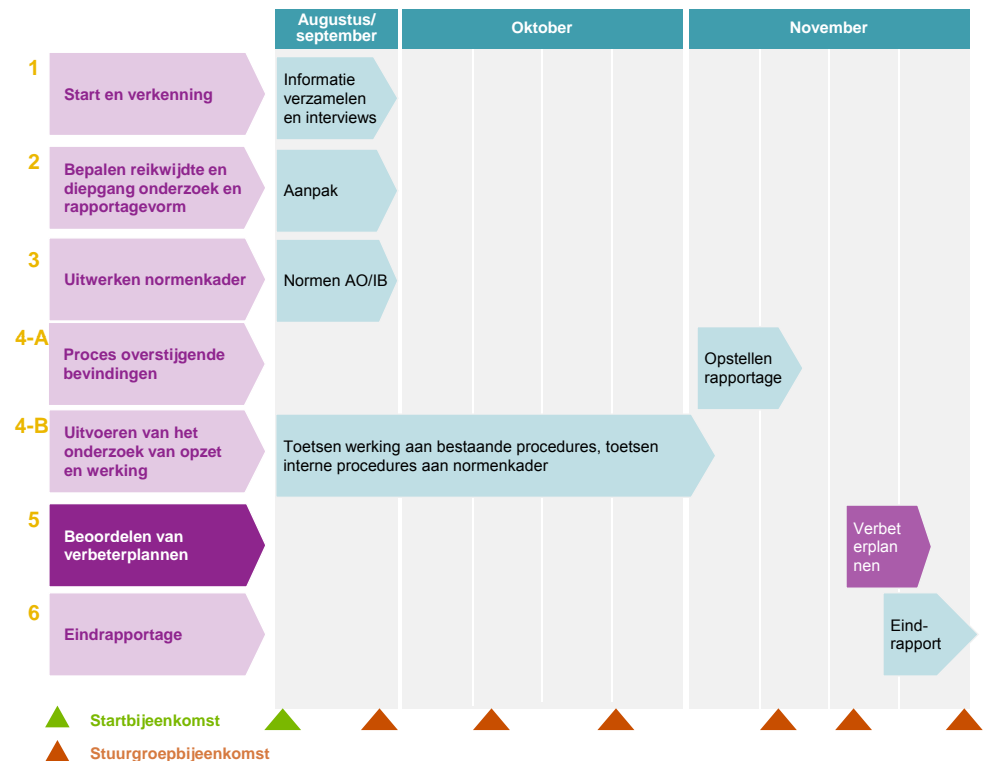 Augustus/
september
Oktober
November
1
Start en verkenning
Informatie
verzamelen
en interviews
2
Bepalen reikwijdte en
diepgang onderzoek en
rapportagevorm
Aanpak
3
Uitwerken normenkader
Normen AO/IB
4-A
Proces overstijgende
bevindingen
Opstellen
rapportage
4-B
Uitvoeren van het
onderzoek van opzet
en werking
Toetsen werking aan bestaande procedures, toetsen
interne procedures aan normenkader
5
Beoordelen van
verbeterplannen
Verbet
erplan
nen
6
Eindrapportage
Eind-
rapport
Startbijeenkomst
Stuurgroepbijeenkomst